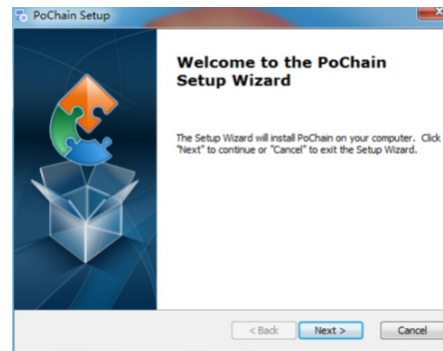 PoChain Setup
Welcome to the PoChain
Setup Wizard
The Setup Wizard will install PoChain on your computer. Click
"Next" to continue or "Cancel" to exit the Setup Wizard.
< Back Next > Cancel